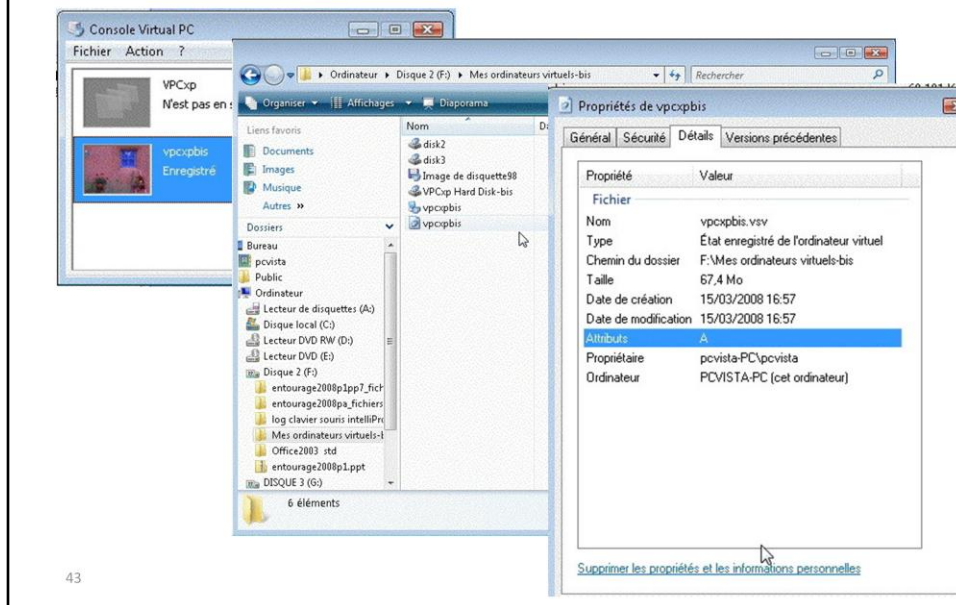 Console Virtual PC
Fichier Action ?
VPCxp
N'est pas en
vpcxpbis
Enregistré
Ordinateur ▸ Disque 2 (F:) ▸ Mes ordinateurs virtuels-bis
Rechercher
Organiser Affichages Diaporama
Liens favoris
Documents
Images
Musique
Autres »
Dossiers
Bureau
pcvista
Public
Ordinateur
Lecteur de disquettes (A:)
Disque local (C:)
Lecteur DVD RW (D:)
Lecteur DVD (E:)
Disque 2 (F:)
entourage2008p1pp7_fich
entourage2008pa_fichiers
log clavier souris intelliPro
Mes ordinateurs virtuels-b
Office2003 std
entourage2008p1.ppt
DISQUE 3 (G:)
Nom
disk2
disk3
Image de disquette98
VPCxp Hard Disk-bis
vpcxpbis
vpcxpbis
6 éléments
Propriétés de vpcxpbis
Général Sécurité Détails Versions précédentes
Propriété Valeur
Fichier
Nom vpcxpbis.vsv
Type État enregistré de l'ordinateur virtuel
Chemin du dossier F:\Mes ordinateurs virtuels-bis
Taille 67,4 Mo
Date de création 15/03/2008 16:57
Date de modification 15/03/2008 16:57
Attributs A
Propriétaire pcvista-PC\pcvista
Ordinateur PCVISTA-PC (cet ordinateur)
Supprimer les propriétés et les informations personnelles
43